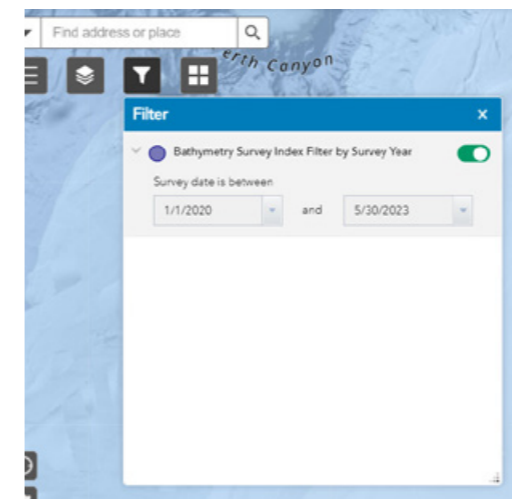 Find address or place
erth Canyon
Filter
Bathymetry Survey Index Filter by Survey Year
Survey date is between
1/1/2020 and 5/30/2023